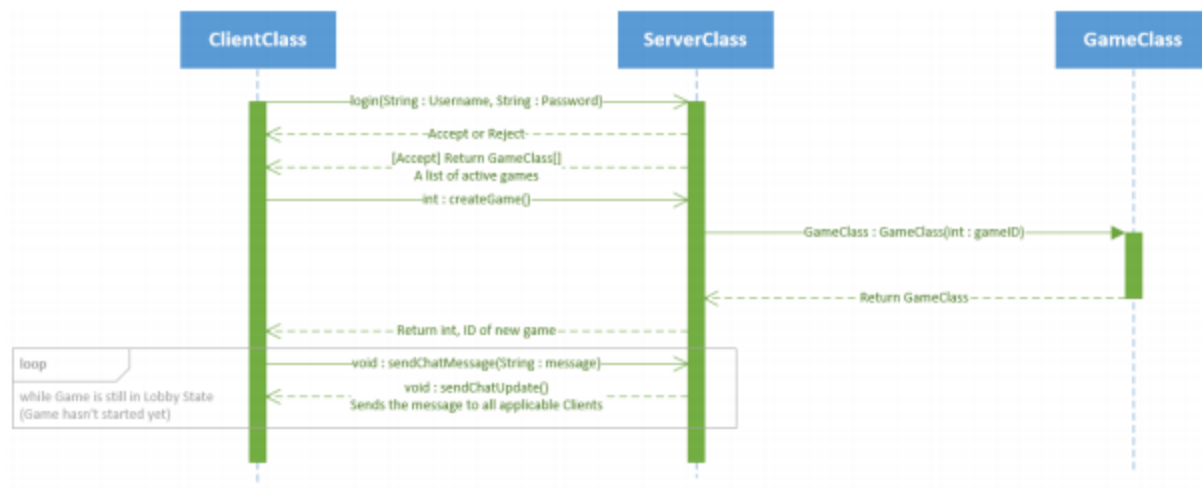 ClientClass
ServerClass
GameClass
login(String : Username, String : Password)
Accept or Reject
[Accept] Return GameClass[]
A list of active games
int : createGame()
GameClass : GameClass(int : gameID)
Return GameClass
Return int, ID of new game
loop
void : sendChatMessage(String : message)
while Game is still in Lobby State
(Game hasn't started yet)
void : sendChatUpdate()
Sends the message to all applicable Clients